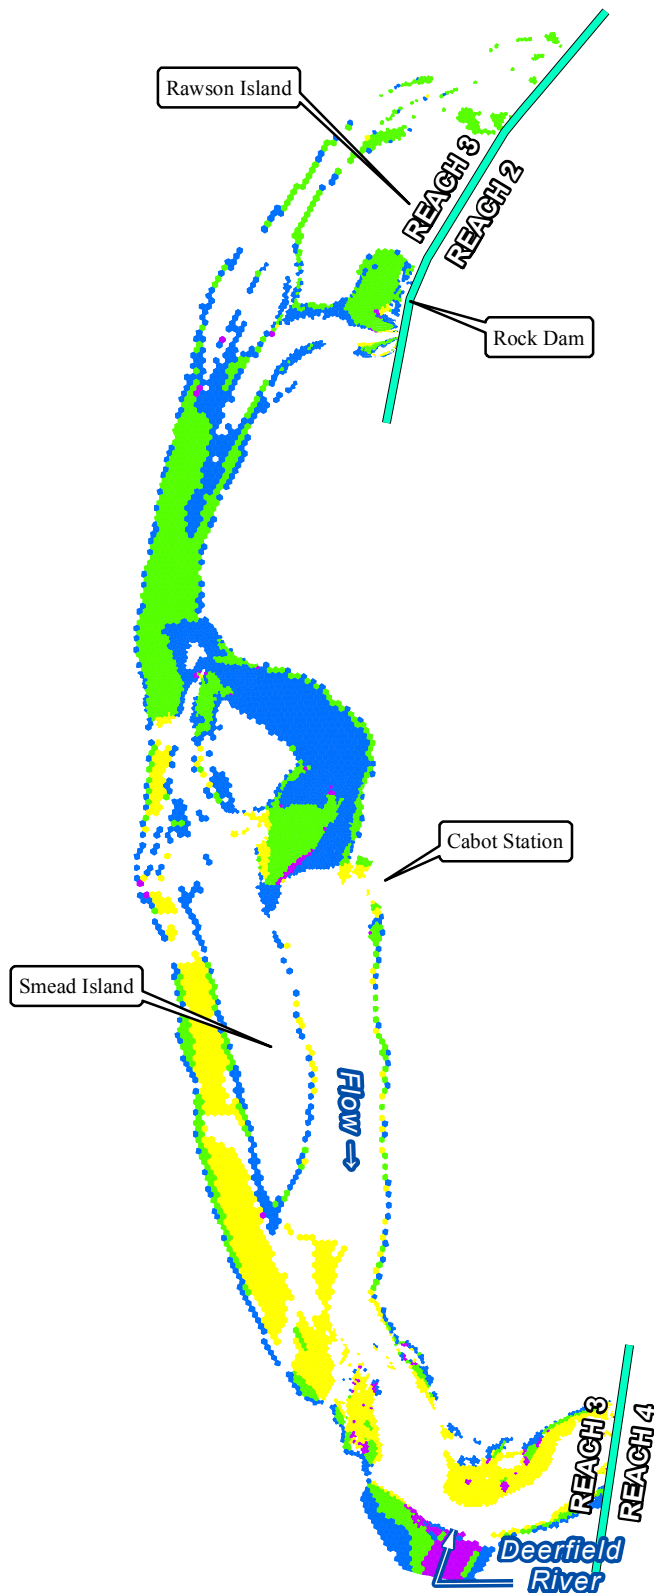 Rawson Island
REACH 3
REACH 2
Rock Dam
Cabot Station
Smead Island
Flow →
REACH 3
REACH 4
Deerfield
River